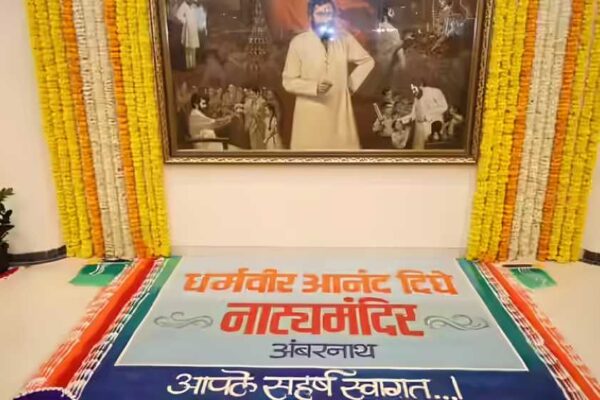 धर्मवीर आनंद दिघे
नाट्यमंदिर
अंबरनाथ
आपले सहर्ष स्वागत...!